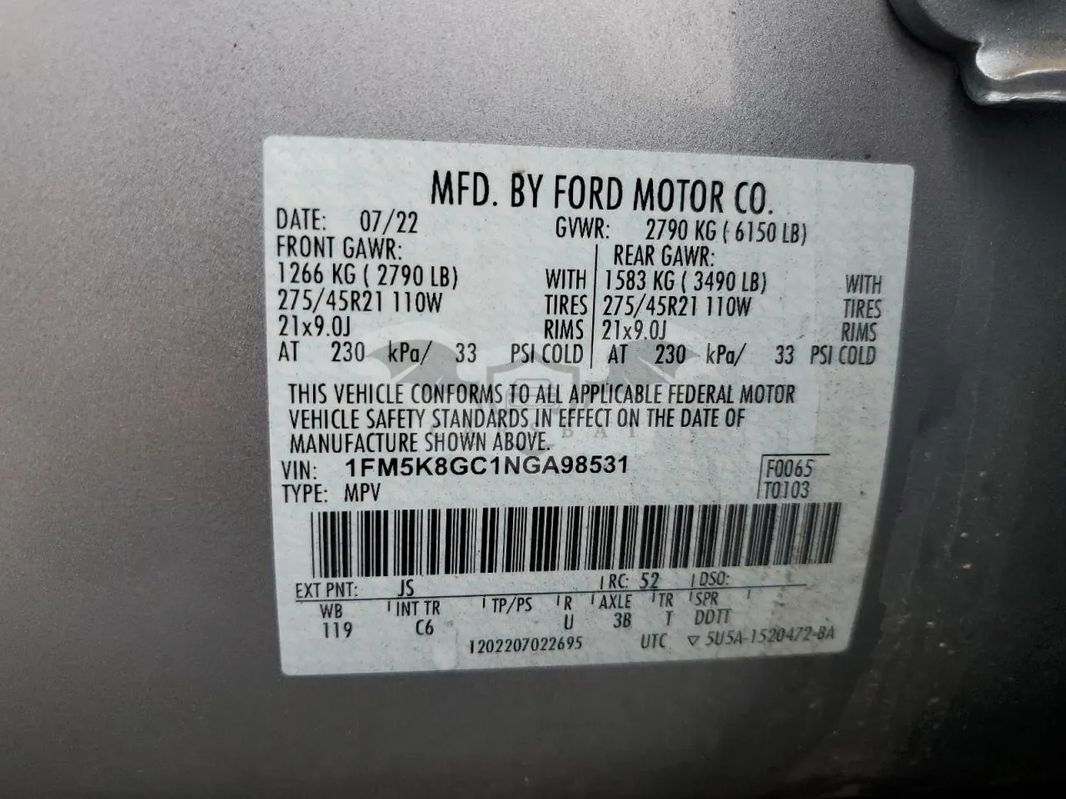 MFD. BY FORD MOTOR CO.
DATE: 07/22 GVWR: 2790 KG ( 6150 LB)
FRONT GAWR: REAR GAWR:
1266 KG ( 2790 LB) WITH 1583 KG ( 3490 LB) WITH
275/45R21 110W TIRES 275/45R21 110W TIRES
21x9.0J RIMS 21x9.0J RIMS
AT 230 kPa/ 33 PSI COLD AT 230 kPa/ 33 PSI COLD
THIS VEHICLE CONFORMS TO ALL APPLICABLE FEDERAL MOTOR
VEHICLE SAFETY STANDARDS IN EFFECT ON THE DATE OF
MANUFACTURE SHOWN ABOVE.
VIN: 1FM5K8GC1NGA98531 F0065
TYPE: MPV T0103
EXT PNT: JS RC: 52 DSO:
WB INT TR TP/PS R AXLE TR SPR
119 C6 U 3B T DDTT
1202207022695 UTC ▽ 5U5A-1520472-BA